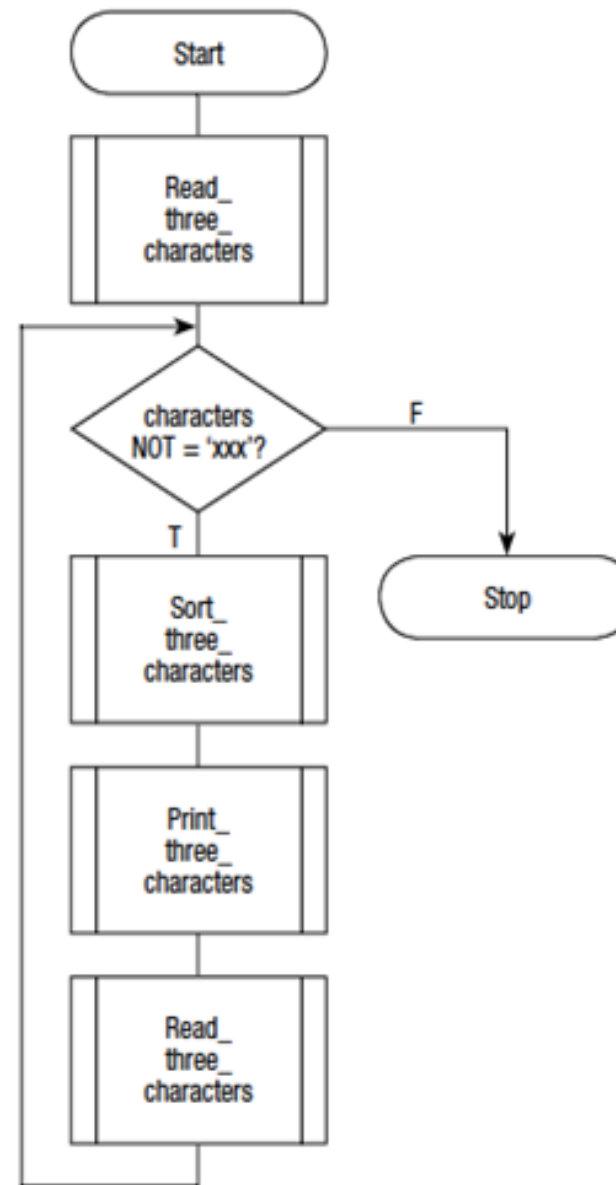 Start
Read_
three_
characters
characters
NOT = ‘xxx’?
F
T
Sort_
three_
characters
Stop
Print_
three_
characters
Read_
three_
characters